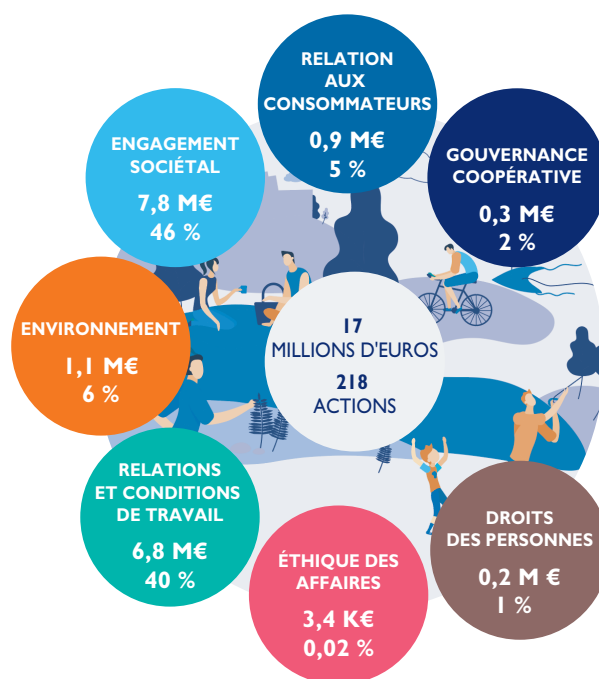 RELATION
AUX
CONSOMMATEURS
0,9 M€
5 %
GOUVERNANCE
COOPÉRATIVE
0,3 M€
2 %
DROITS
DES PERSONNES
0,2 M €
1 %
ÉTHIQUE DES
AFFAIRES
3,4 K€
0,02 %
RELATIONS
ET CONDITIONS
DE TRAVAIL
6,8 M€
40 %
ENVIRONNEMENT
1,1 M€
6 %
ENGAGEMENT
SOCIÉTAL
7,8 M€
46 %
17
MILLIONS D'EUROS
218
ACTIONS